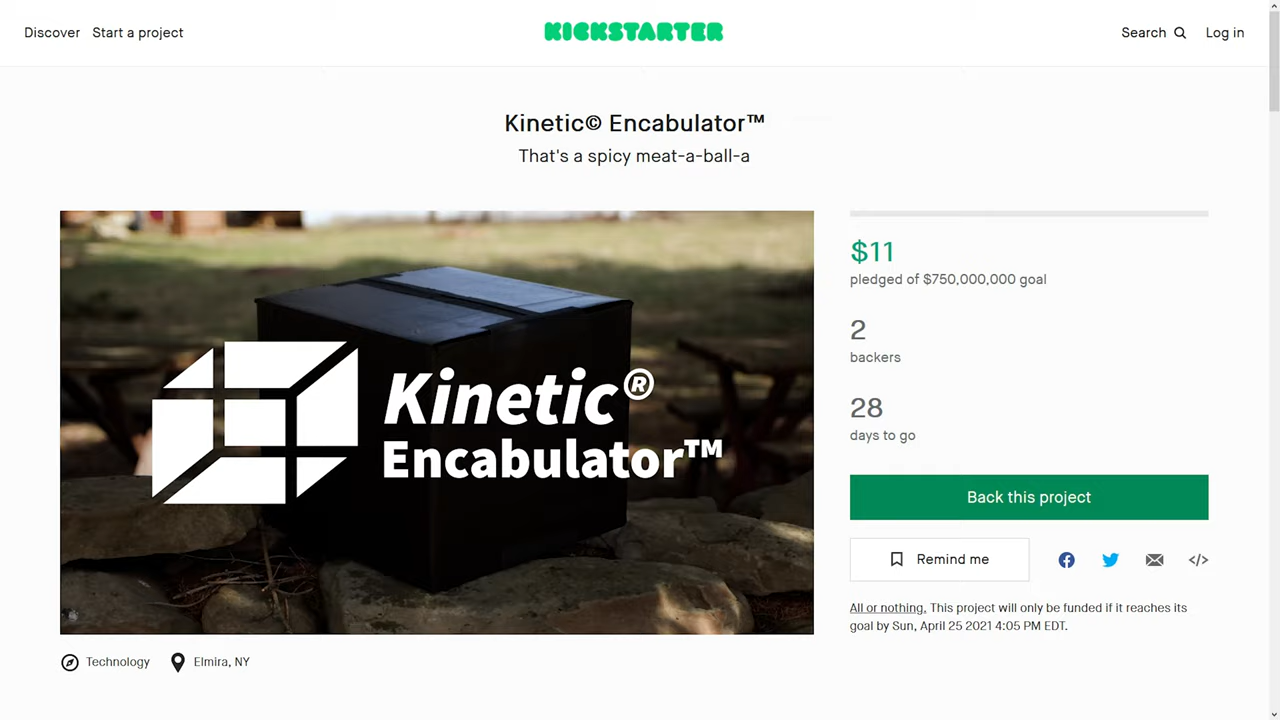 Discover Start a project KICKSTARTER Search Log in
Kinetic© Encabulator™
That's a spicy meat-a-ball-a
Kinetic®
Encabulator™
$11
pledged of $750,000,000 goal
2
backers
28
days to go
Back this project
Remind me
All or nothing. This project will only be funded if it reaches its
goal by Sun, April 25 2021 4:05 PM EDT.
Technology Elmira, NY